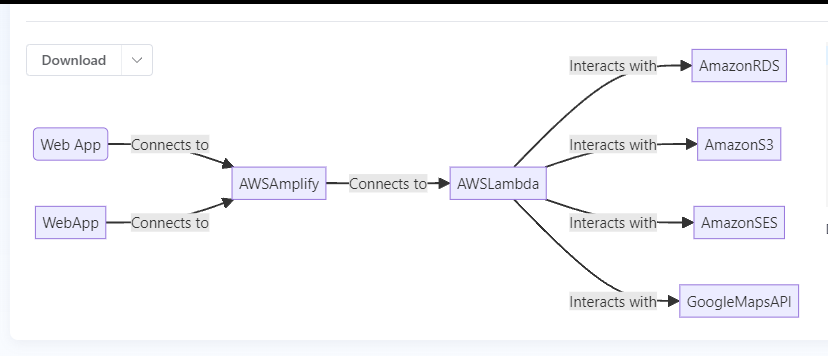 Download
Interacts with
AmazonRDS
Web App
Connects to
Interacts with
AmazonS3
AWSAmplify
Connects to
AWSLambda
WebApp
Connects to
Interacts with
AmazonSES
Interacts with
GoogleMapsAPI